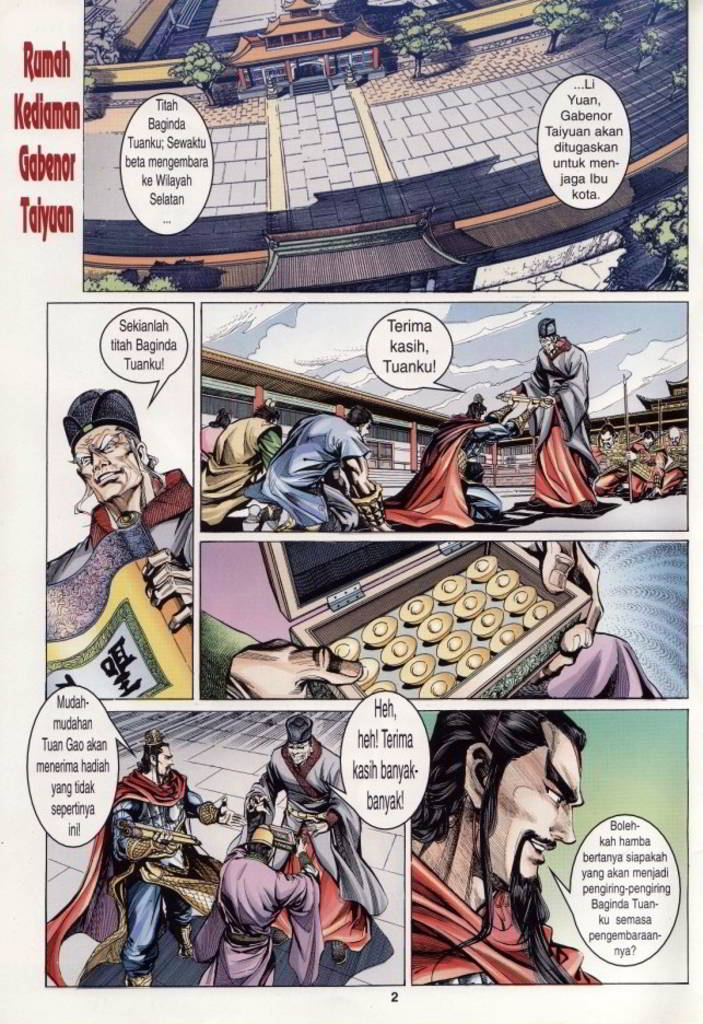 Rumah
Kediaman
Gabenor
Taiyuan
Titah
Baginda
Tuanku; Sewaktu
beta mengembara
ke Wilayah
Selatan
...
...Li
Yuan,
Gabenor
Taiyuan akan
ditugaskan
untuk men-
jaga Ibu
kota.
Sekianlah
titah Baginda
Tuanku!
Terima
kasih,
Tuanku!
Mudah-
mudahan
Tuan Gao akan
menerima hadiah
yang tidak
sepertinya
ini!
Heh,
heh! Terima
kasih banyak-
banyak!
Boleh-
kah hamba
bertanya siapakah
yang akan menjadi
pengiring-pengiring
Baginda Tuan-
ku semasa
pengembaraan-
nya?
2